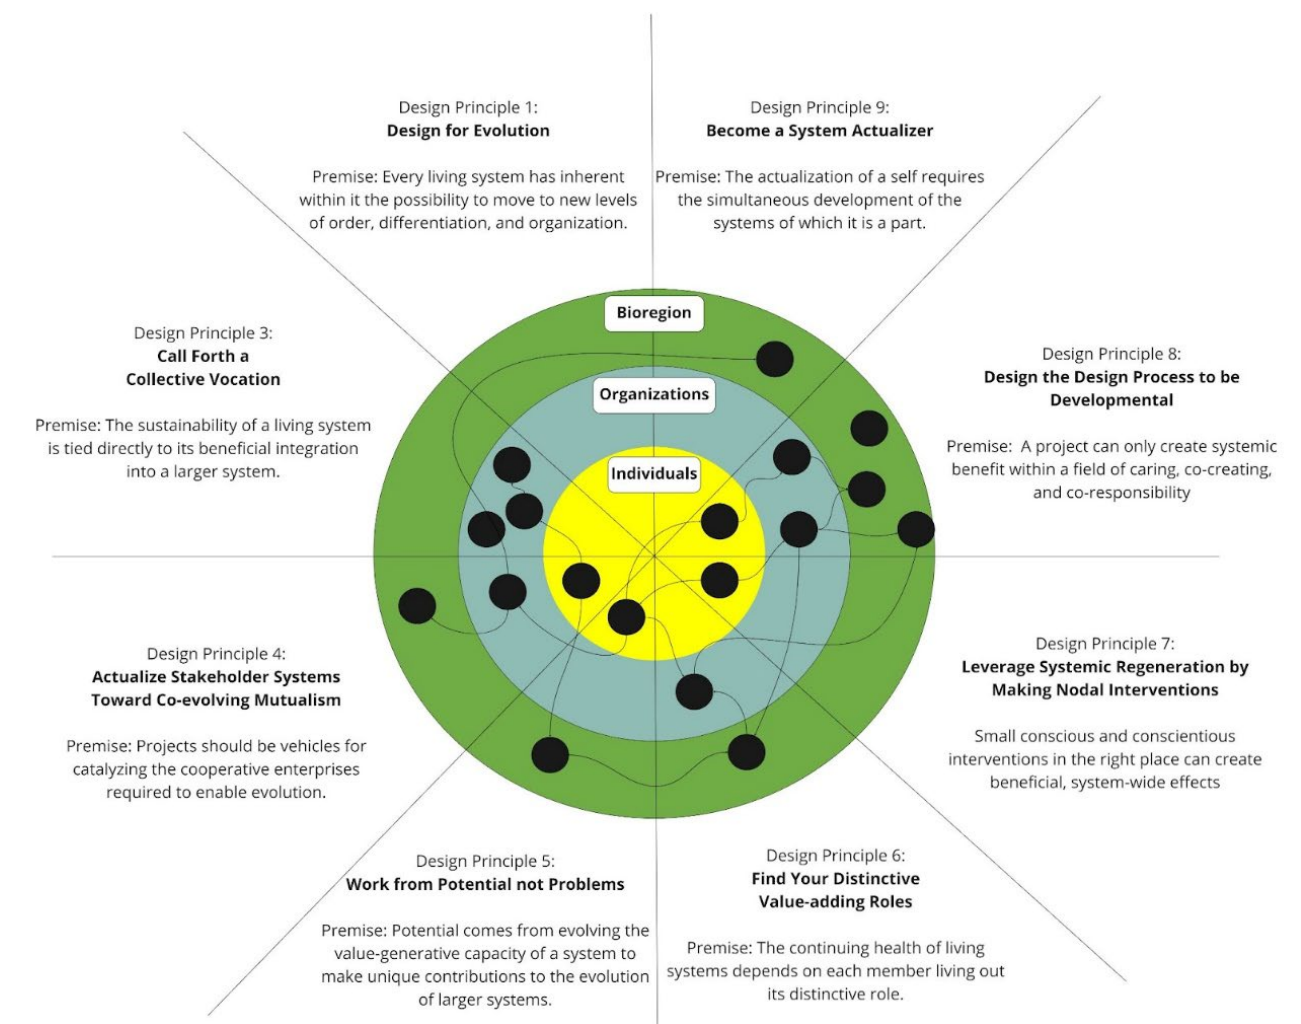 Design Principle 1:
Design for Evolution
Premise: Every living system has inherent
within it the possibility to move to new levels
of order, differentiation, and organization.
Design Principle 9:
Become a System Actualizer
Premise: The actualization of a self requires
the simultaneous development of the
systems of which it is a part.
Design Principle 3:
Call Forth a
Collective Vocation
Premise: The sustainability of a living system
is tied directly to its beneficial integration
into a larger system.
Bioregion
Organizations
Individuals
Design Principle 8:
Design the Design Process to be
Developmental
Premise:  A project can only create systemic
benefit within a field of caring, co-creating,
and co-responsibility
Design Principle 4:
Actualize Stakeholder Systems
Toward Co-evolving Mutualism
Premise: Projects should be vehicles for
catalyzing the cooperative enterprises
required to enable evolution.
Design Principle 7:
Leverage Systemic Regeneration by
Making Nodal Interventions
Small conscious and conscientious
interventions in the right place can create
beneficial, system-wide effects
Design Principle 5:
Work from Potential not Problems
Premise: Potential comes from evolving the
value-generative capacity of a system to
make unique contributions to the evolution
of larger systems.
Design Principle 6:
Find Your Distinctive
Value-adding Roles
Premise: The continuing health of living
systems depends on each member living out
its distinctive role.